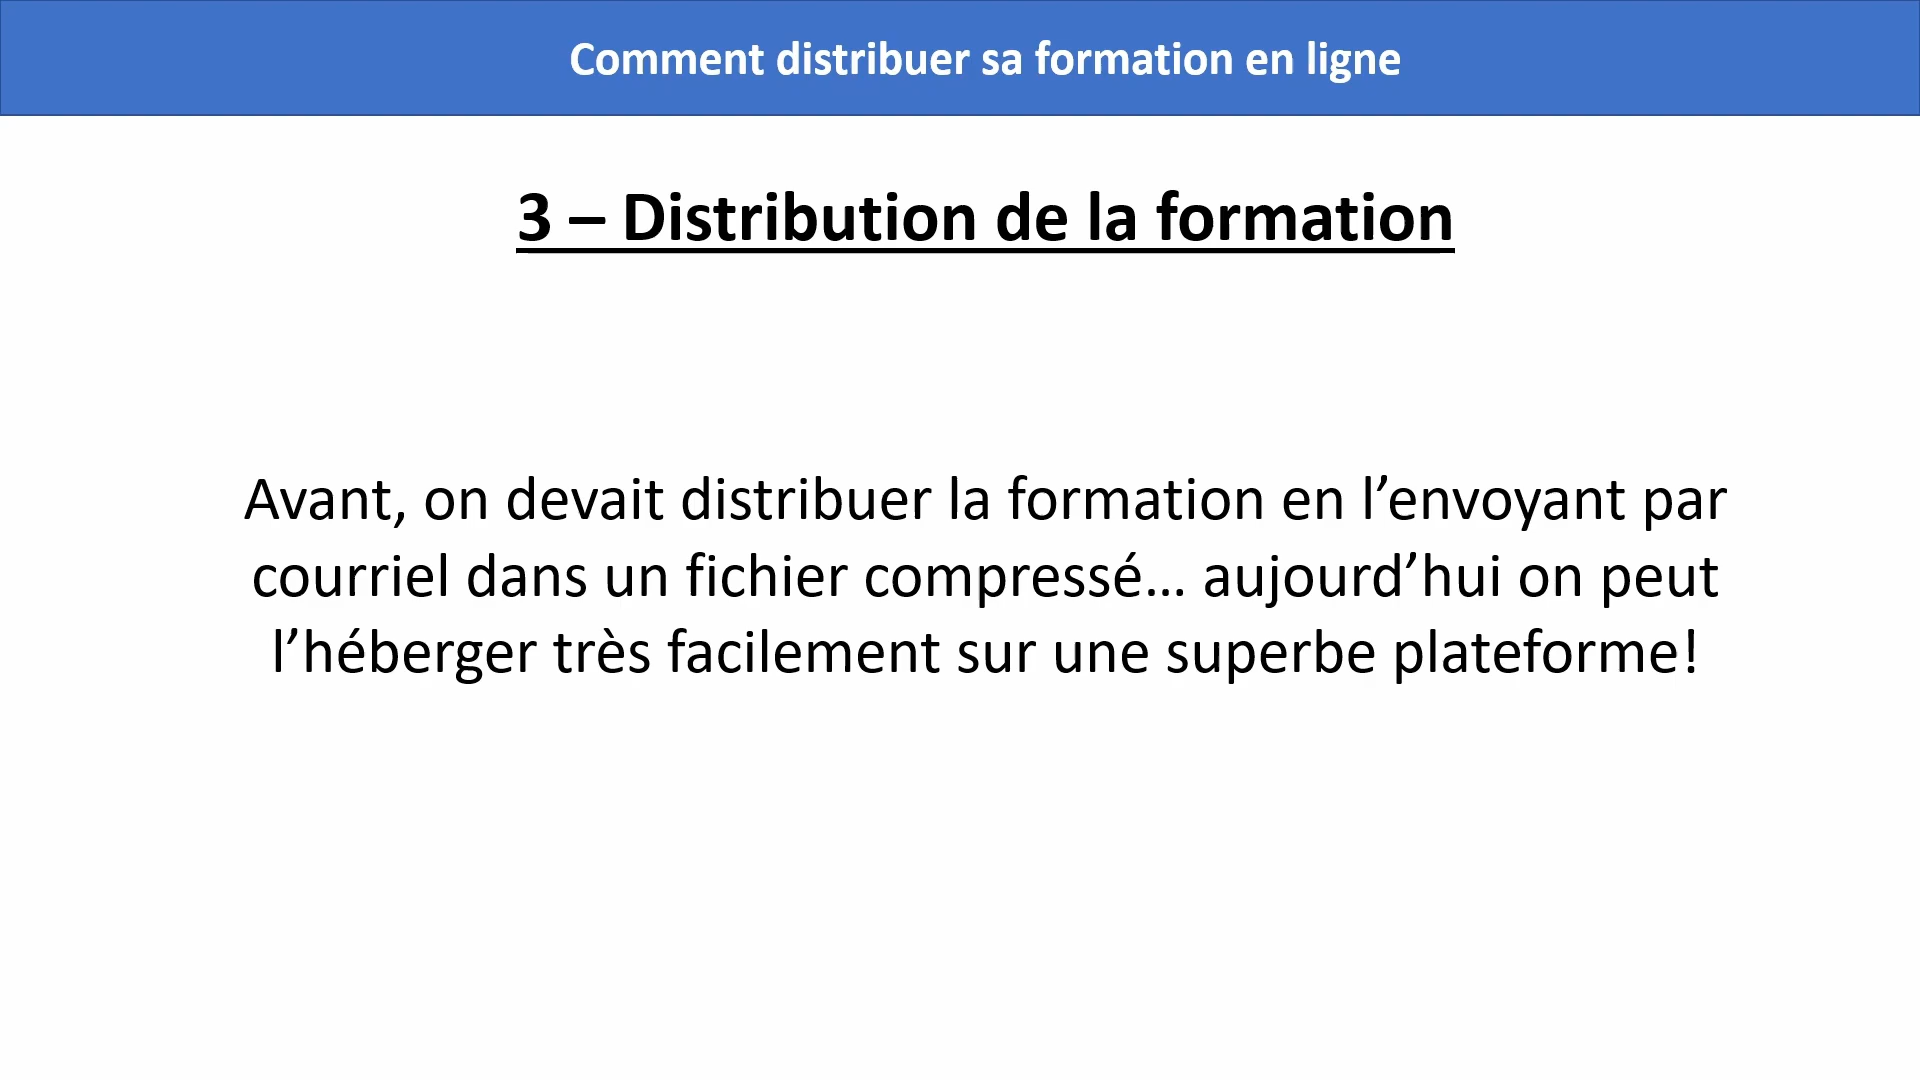 Comment distribuer sa formation en ligne
3 – Distribution de la formation
Avant, on devait distribuer la formation en l’envoyant par
courriel dans un fichier compressé… aujourd’hui on peut
l’héberger très facilement sur une superbe plateforme!